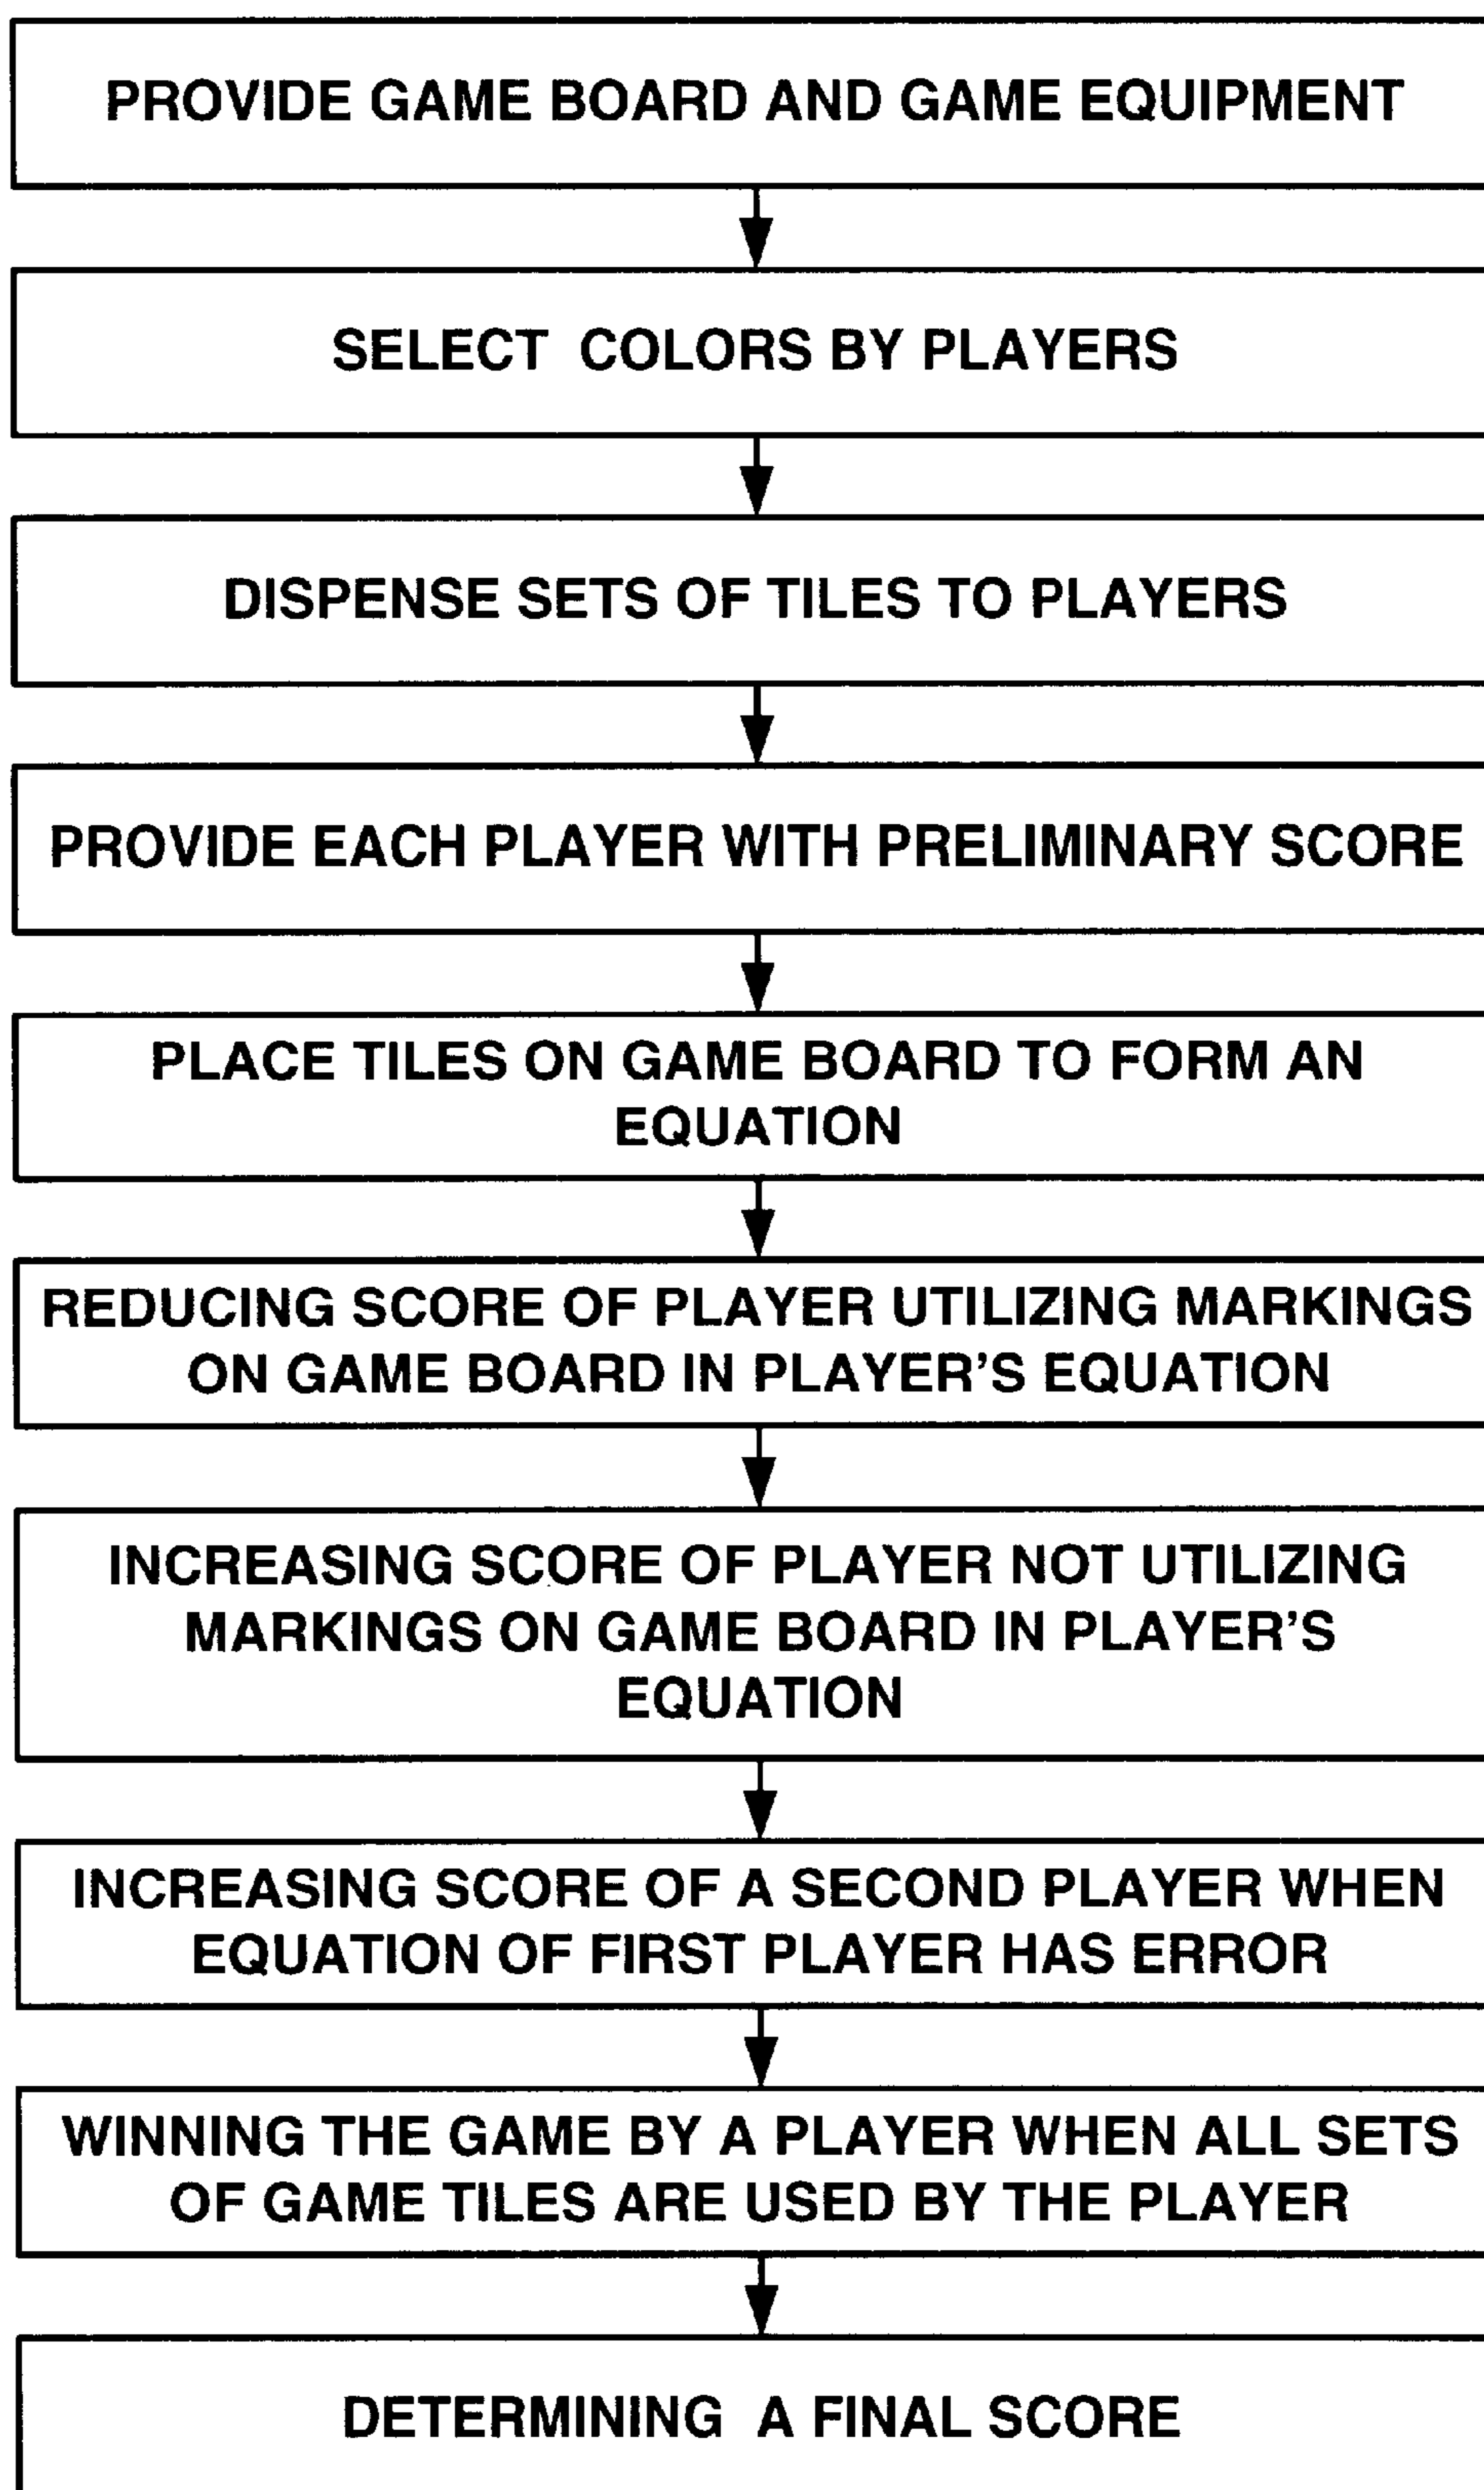 PROVIDE GAME BOARD AND GAME EQUIPMENT
SELECT COLORS BY PLAYERS
DISPENSE SETS OF TILES TO PLAYERS
PROVIDE EACH PLAYER WITH PRELIMINARY SCORE
PLACE TILES ON GAME BOARD TO FORM AN
EQUATION
REDUCING SCORE OF PLAYER UTILIZING MARKINGS
ON GAME BOARD IN PLAYER'S EQUATION
INCREASING SCORE OF PLAYER NOT UTILIZING
MARKINGS ON GAME BOARD IN PLAYER'S
EQUATION
INCREASING SCORE OF A SECOND PLAYER WHEN
EQUATION OF FIRST PLAYER HAS ERROR
WINNING THE GAME BY A PLAYER WHEN ALL SETS
OF GAME TILES ARE USED BY THE PLAYER
DETERMINING A FINAL SCORE